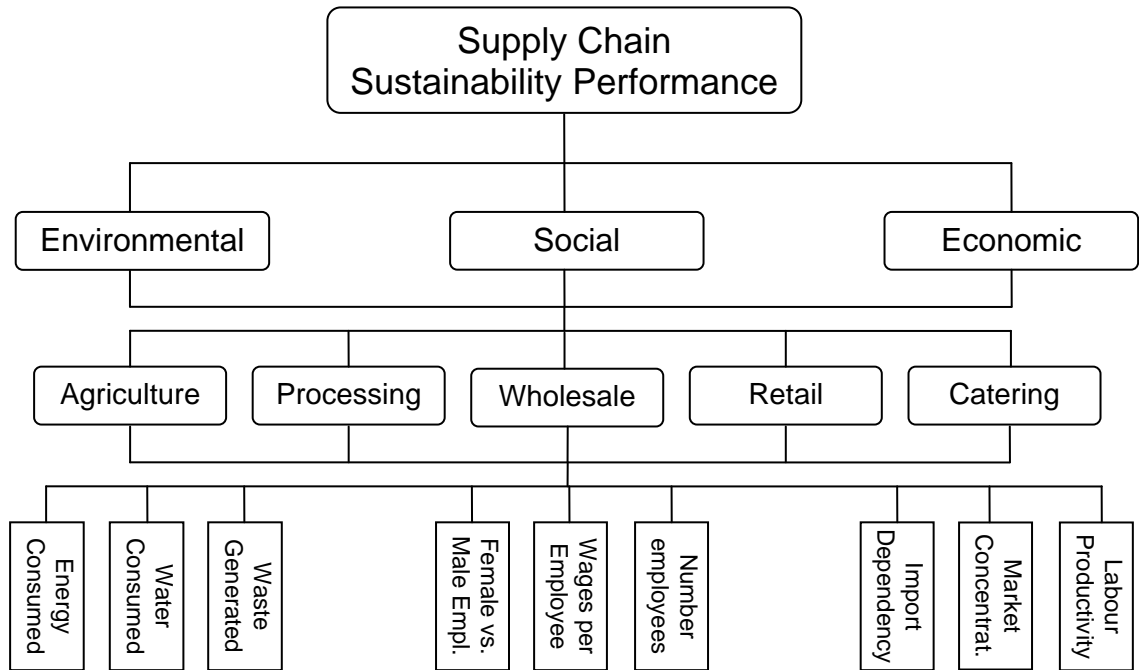 Supply Chain
Sustainability Performance
Environmental
Social
Economic
Agriculture
Processing
Wholesale
Retail
Catering
Energy
Consumed
Water
Consumed
Waste
Generated
Female vs.
Male Empl.
Wages per
Employee
Number
employees
Import
Dependency
Market
Concentrat.
Labour
Productivity